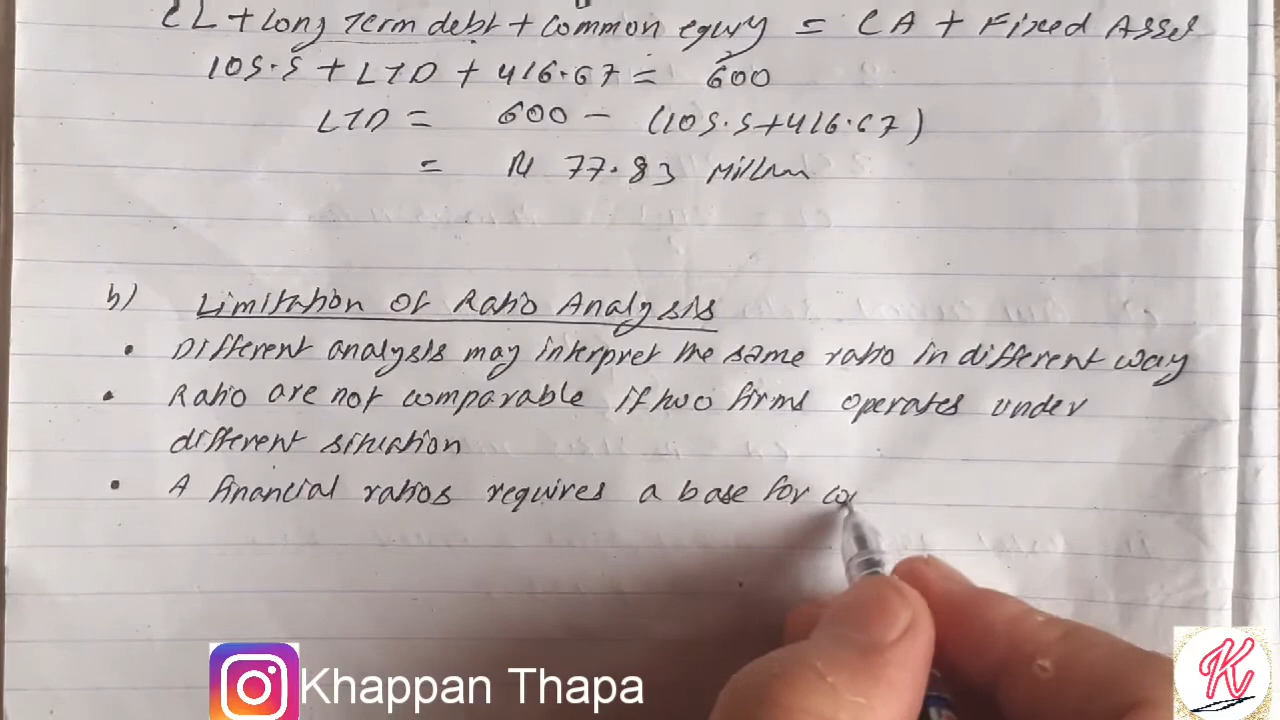 CL + Long Term debt + Common equity = CA + Fixed Asset
105.5 + LTD + 416.67 = 600
LTD = 600 - (105.5+416.67)
= Rs 77.83 Million
b) Limitation of Ratio Analysis
• Different analysis may interpret the same ratio in different way
• Ratio are not comparable if two firms operates under
different situation
• A financial ratios requires a base for co
Khappan Thapa
K